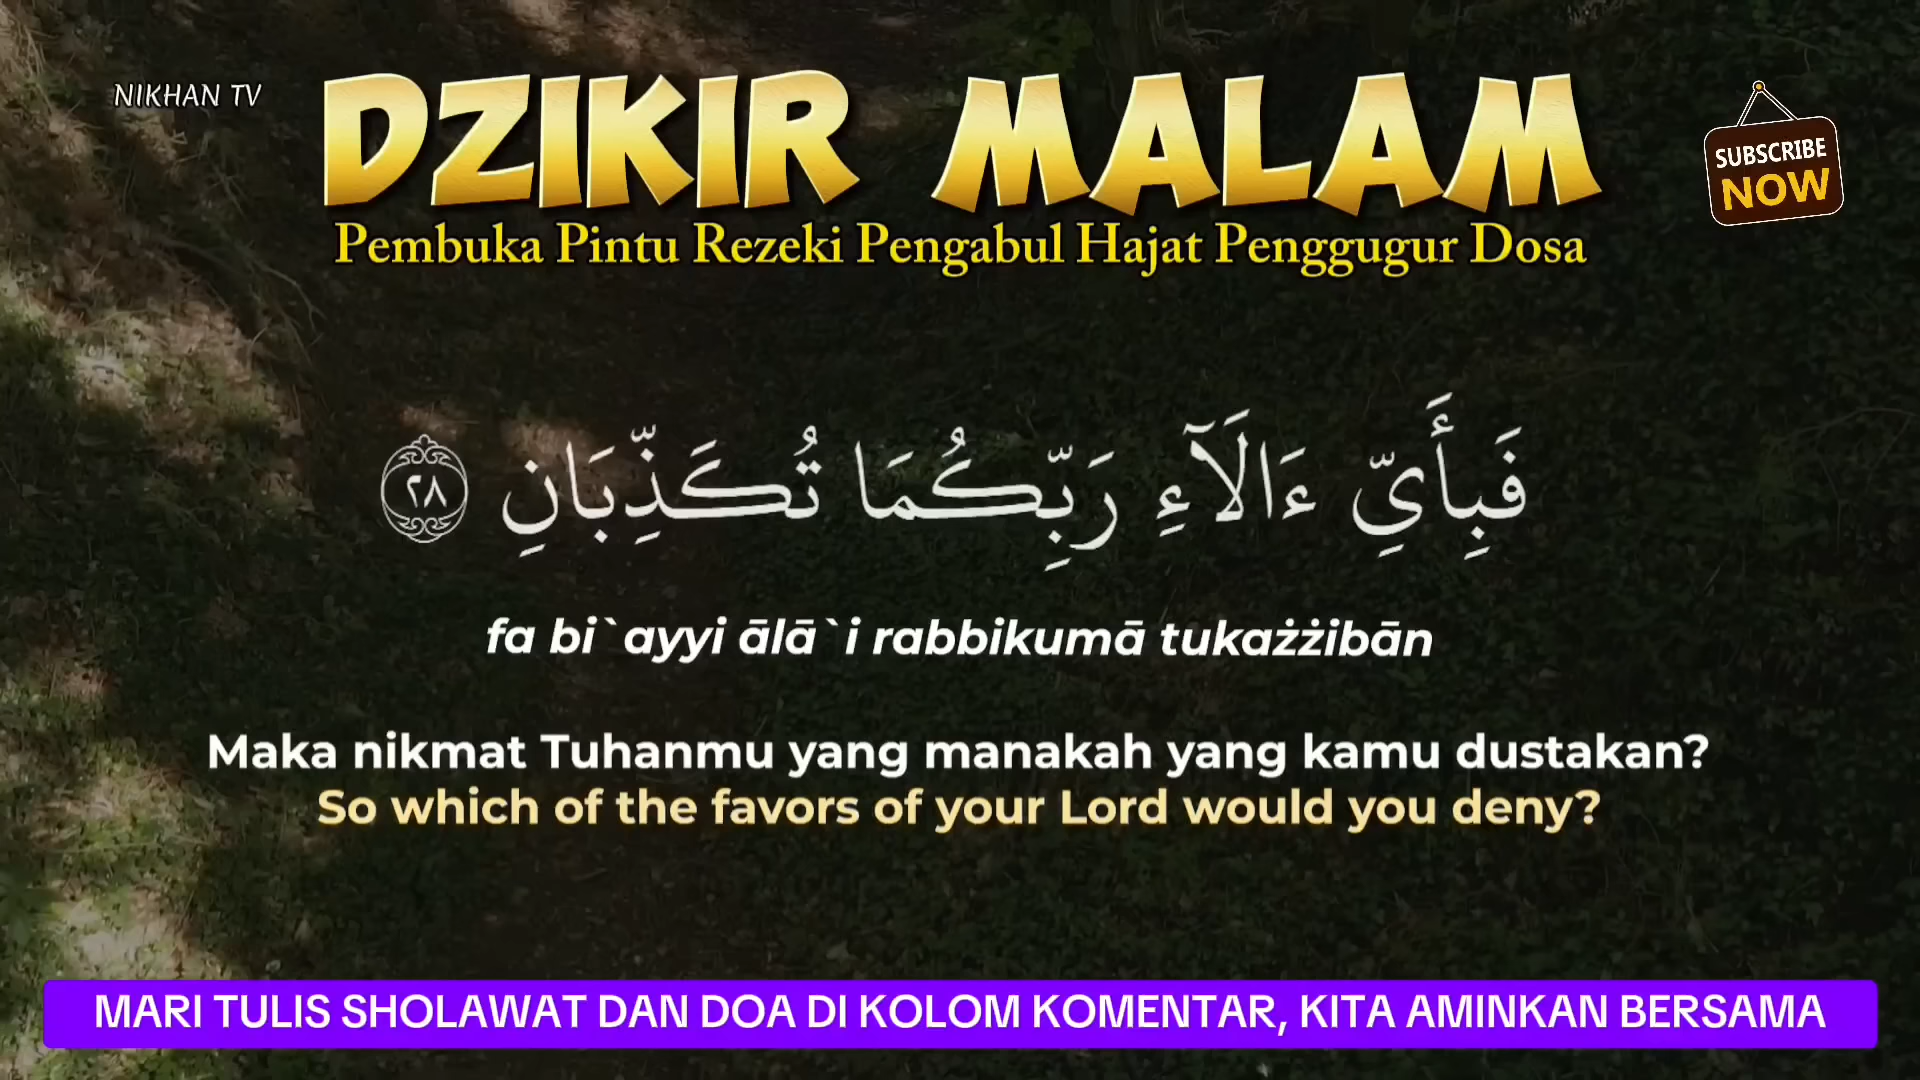 NIKHAN TV
DZIKIR MALAM
SUBSCRIBE
NOW
Pembuka Pintu Rezeki Pengabul Hajat Penggugur Dosa
فَبِأَيِّ ءَالَآءِ رَبِّكُمَا تُكَذِّبَانِ ٢٨
fa bi`ayyi ālā`i rabbikumā tukażżibān
Maka nikmat Tuhanmu yang manakah yang kamu dustakan?
So which of the favors of your Lord would you deny?
MARI TULIS SHOLAWAT DAN DOA DI KOLOM KOMENTAR, KITA AMINKAN BERSAMA